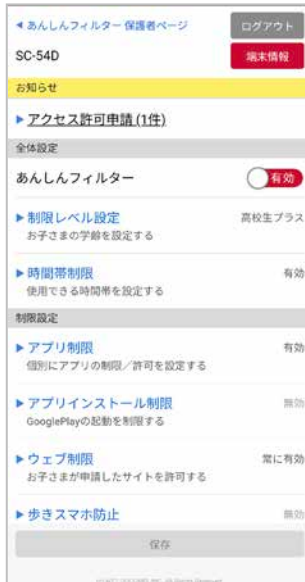 ◀ あんしんフィルター 保護者ページ
ログアウト
SC-54D
端末情報
お知らせ
▶ アクセス許可申請 (1件)
全体設定
あんしんフィルター
有効
▶ 制限レベル設定
高校生プラス
お子さまの学齢を設定する
▶ 時間帯制限
有効
使用できる時間帯を設定する
制限設定
▶ アプリ制限
有効
個別にアプリの制限／許可を設定する
▶ アプリインストール制限
無効
GooglePlayの起動を制限する
▶ ウェブ制限
常に有効
お子さまが申請したサイトを許可する
▶ 歩きスマホ防止
無効
保存